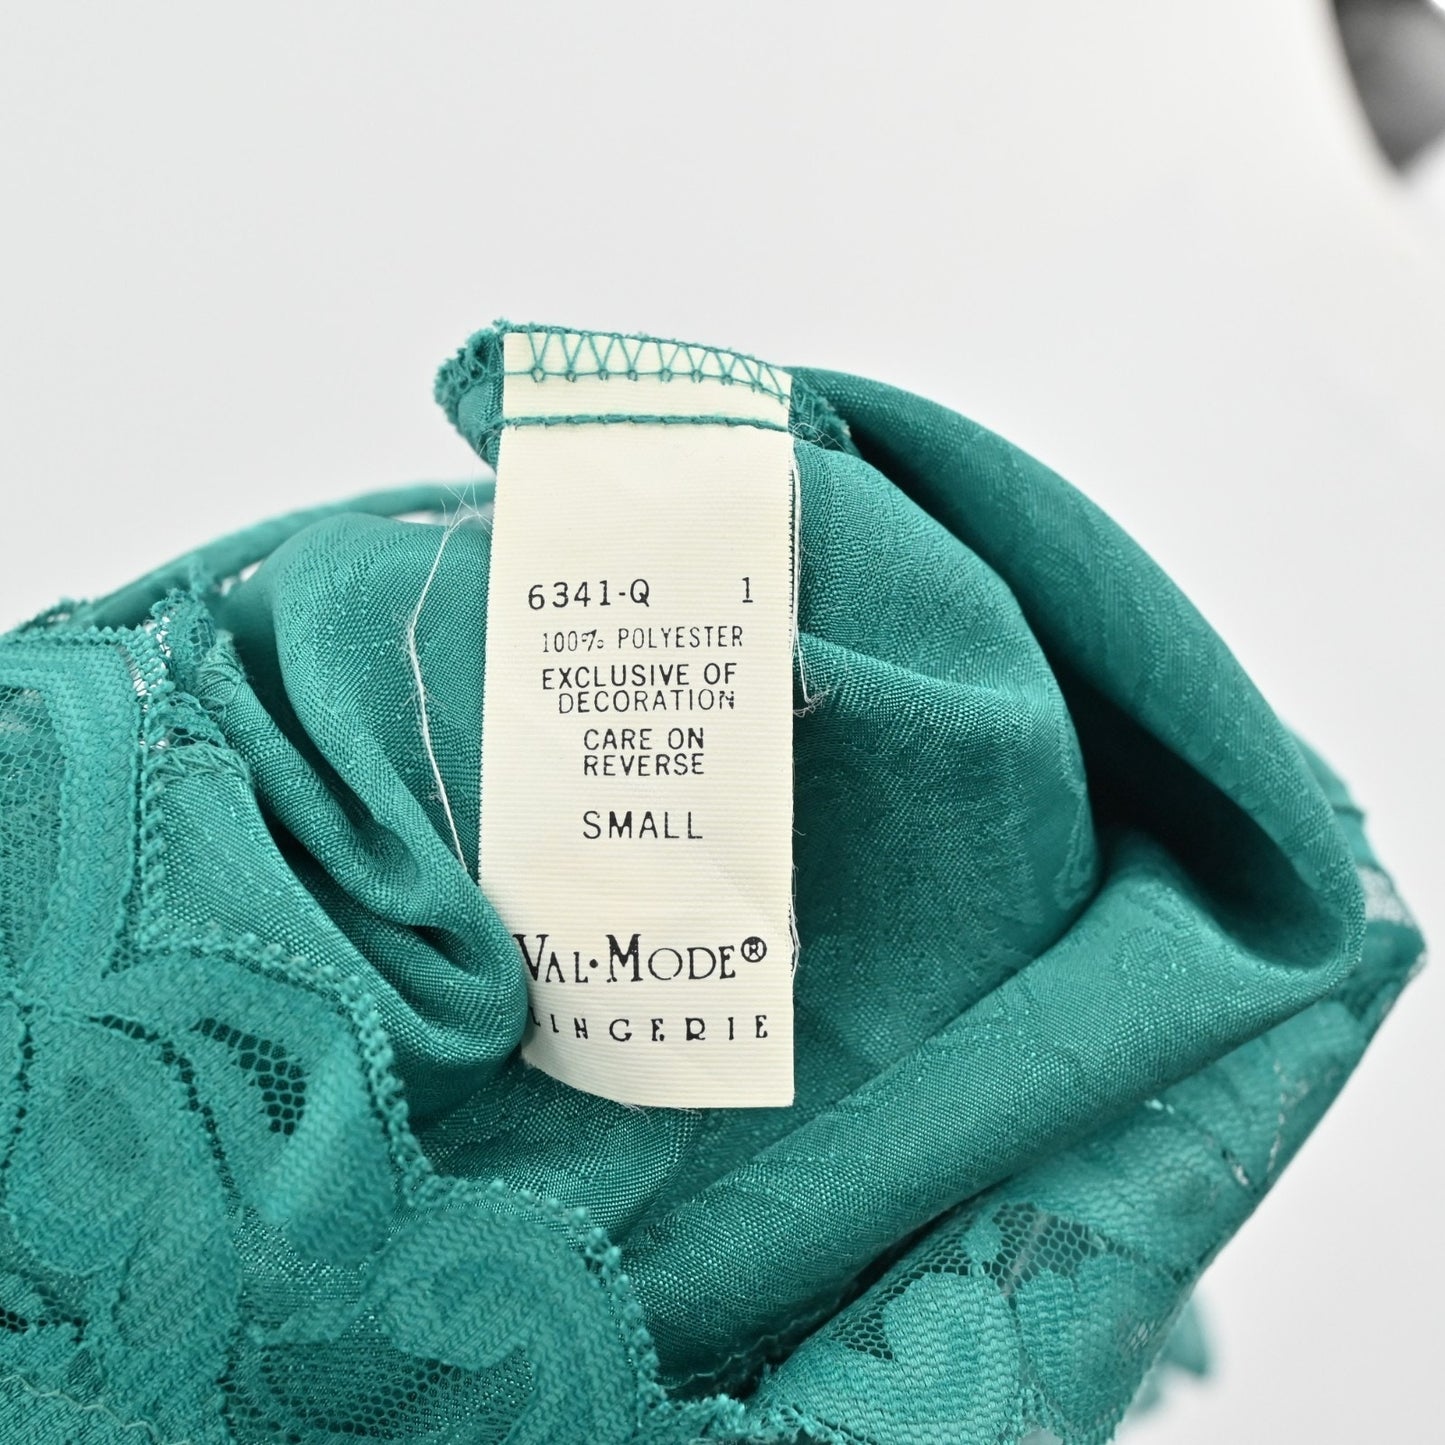 6341-Q 1
100% POLYESTER
EXCLUSIVE OF
DECORATION
CARE ON
REVERSE
SMALL
VAL·MODE®
LINGERIE